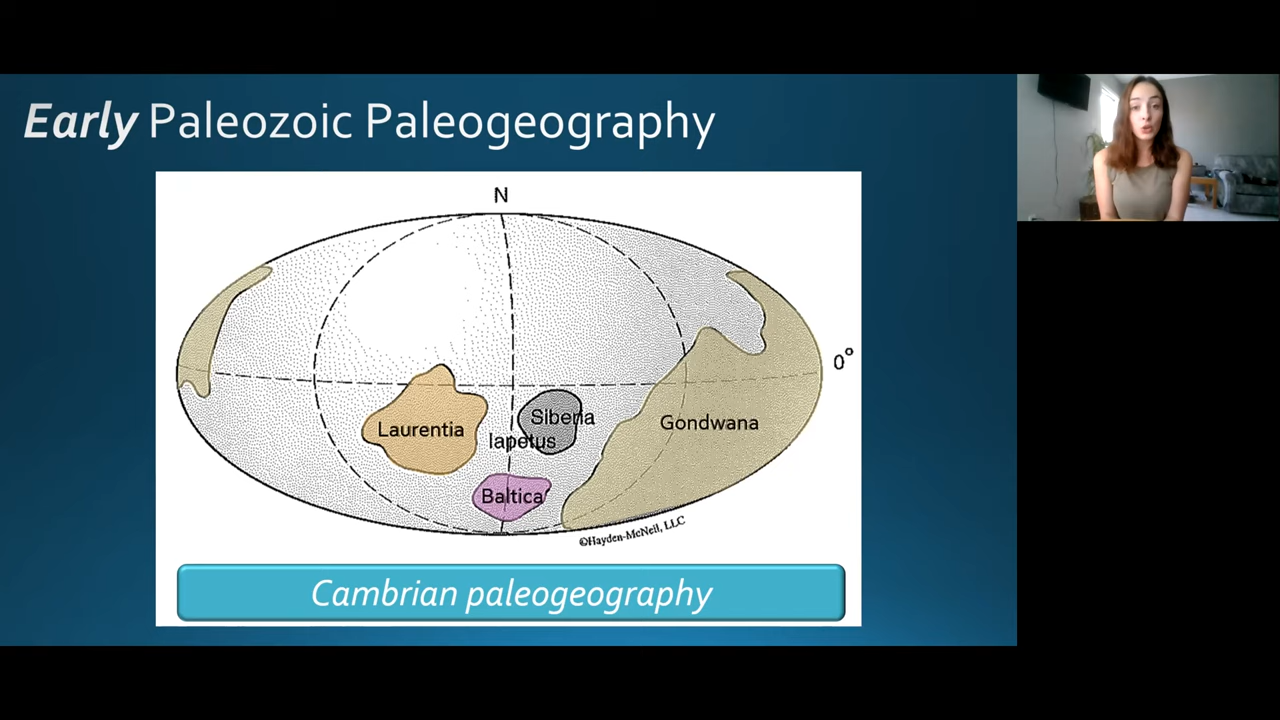 Early Paleozoic Paleogeography
N
0°
Siberia
Laurentia
Iapetus
Gondwana
Baltica
©Hayden-McNeil, LLC
Cambrian paleogeography